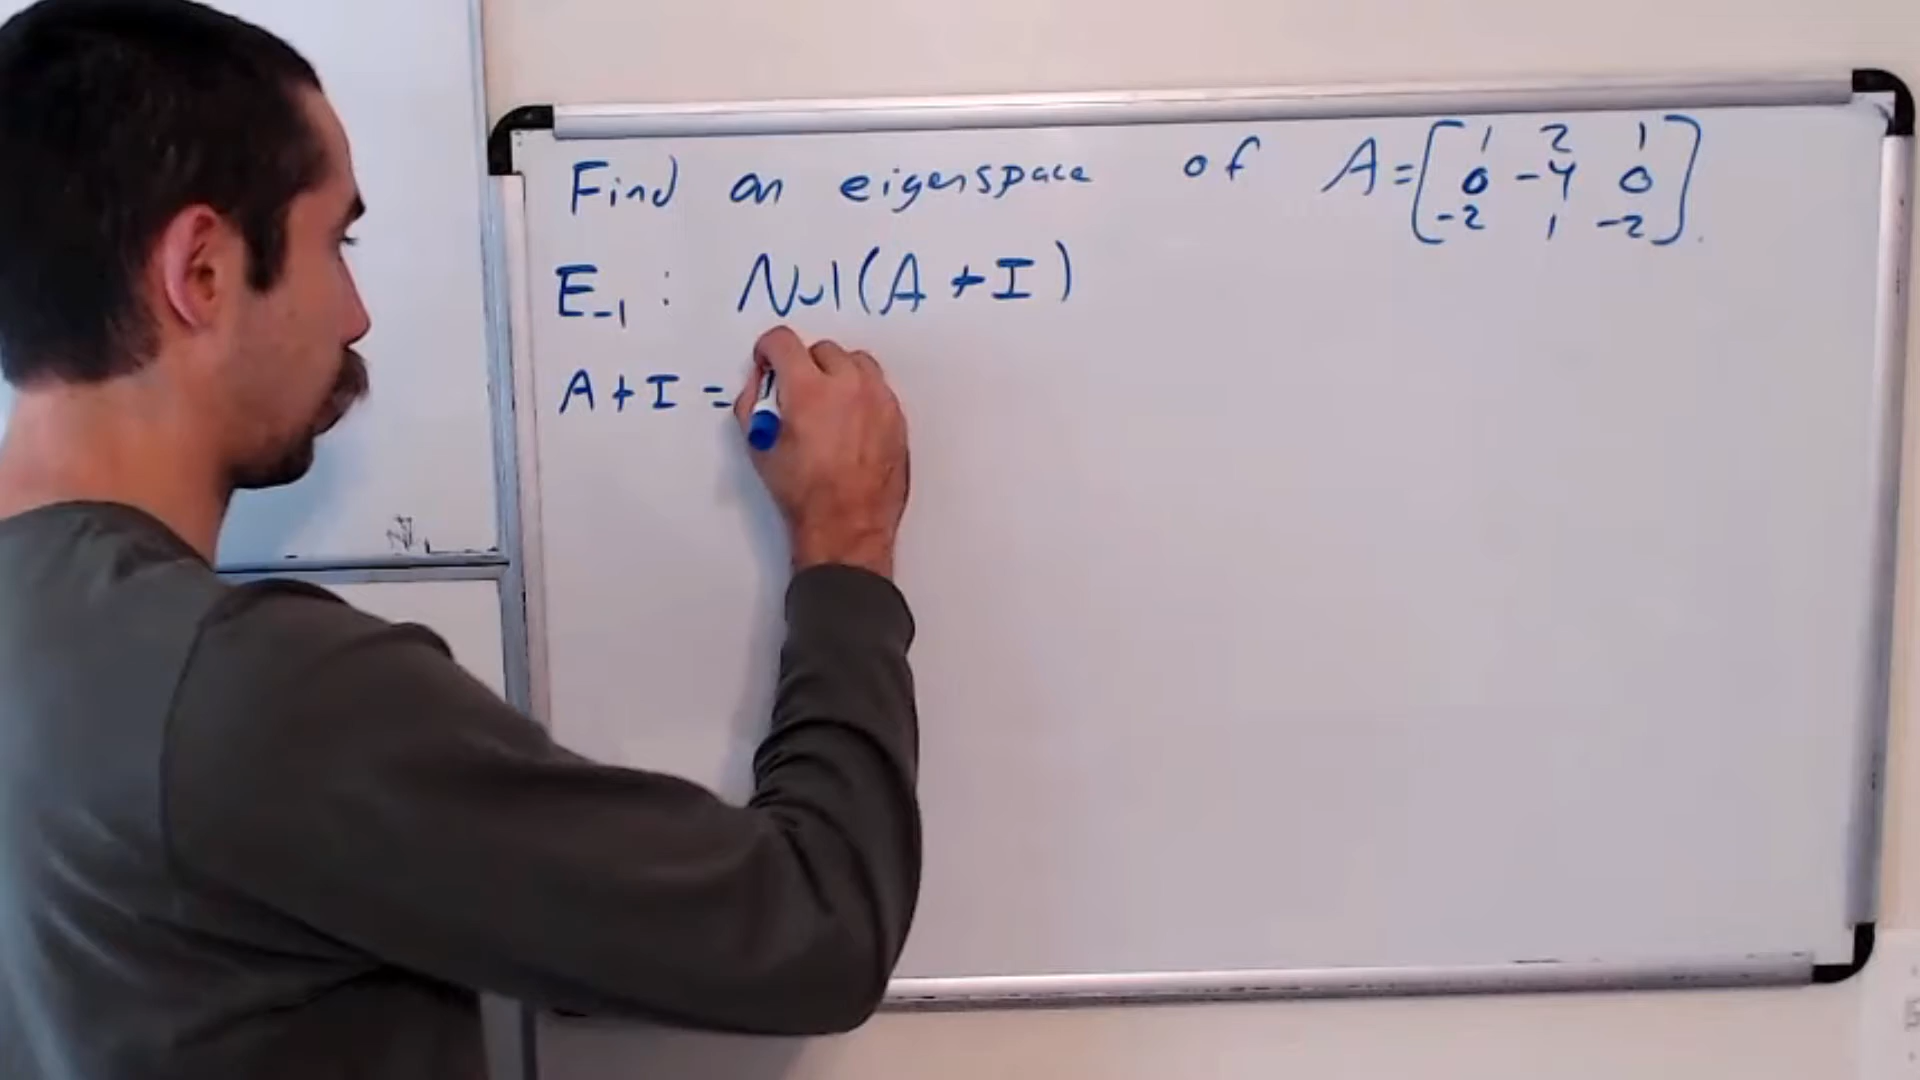 Find an eigenspace of A = [ 1 2 1
0 -4 0
-2 1 -2 ].
E₋₁ : Nul(A + I)
A + I =